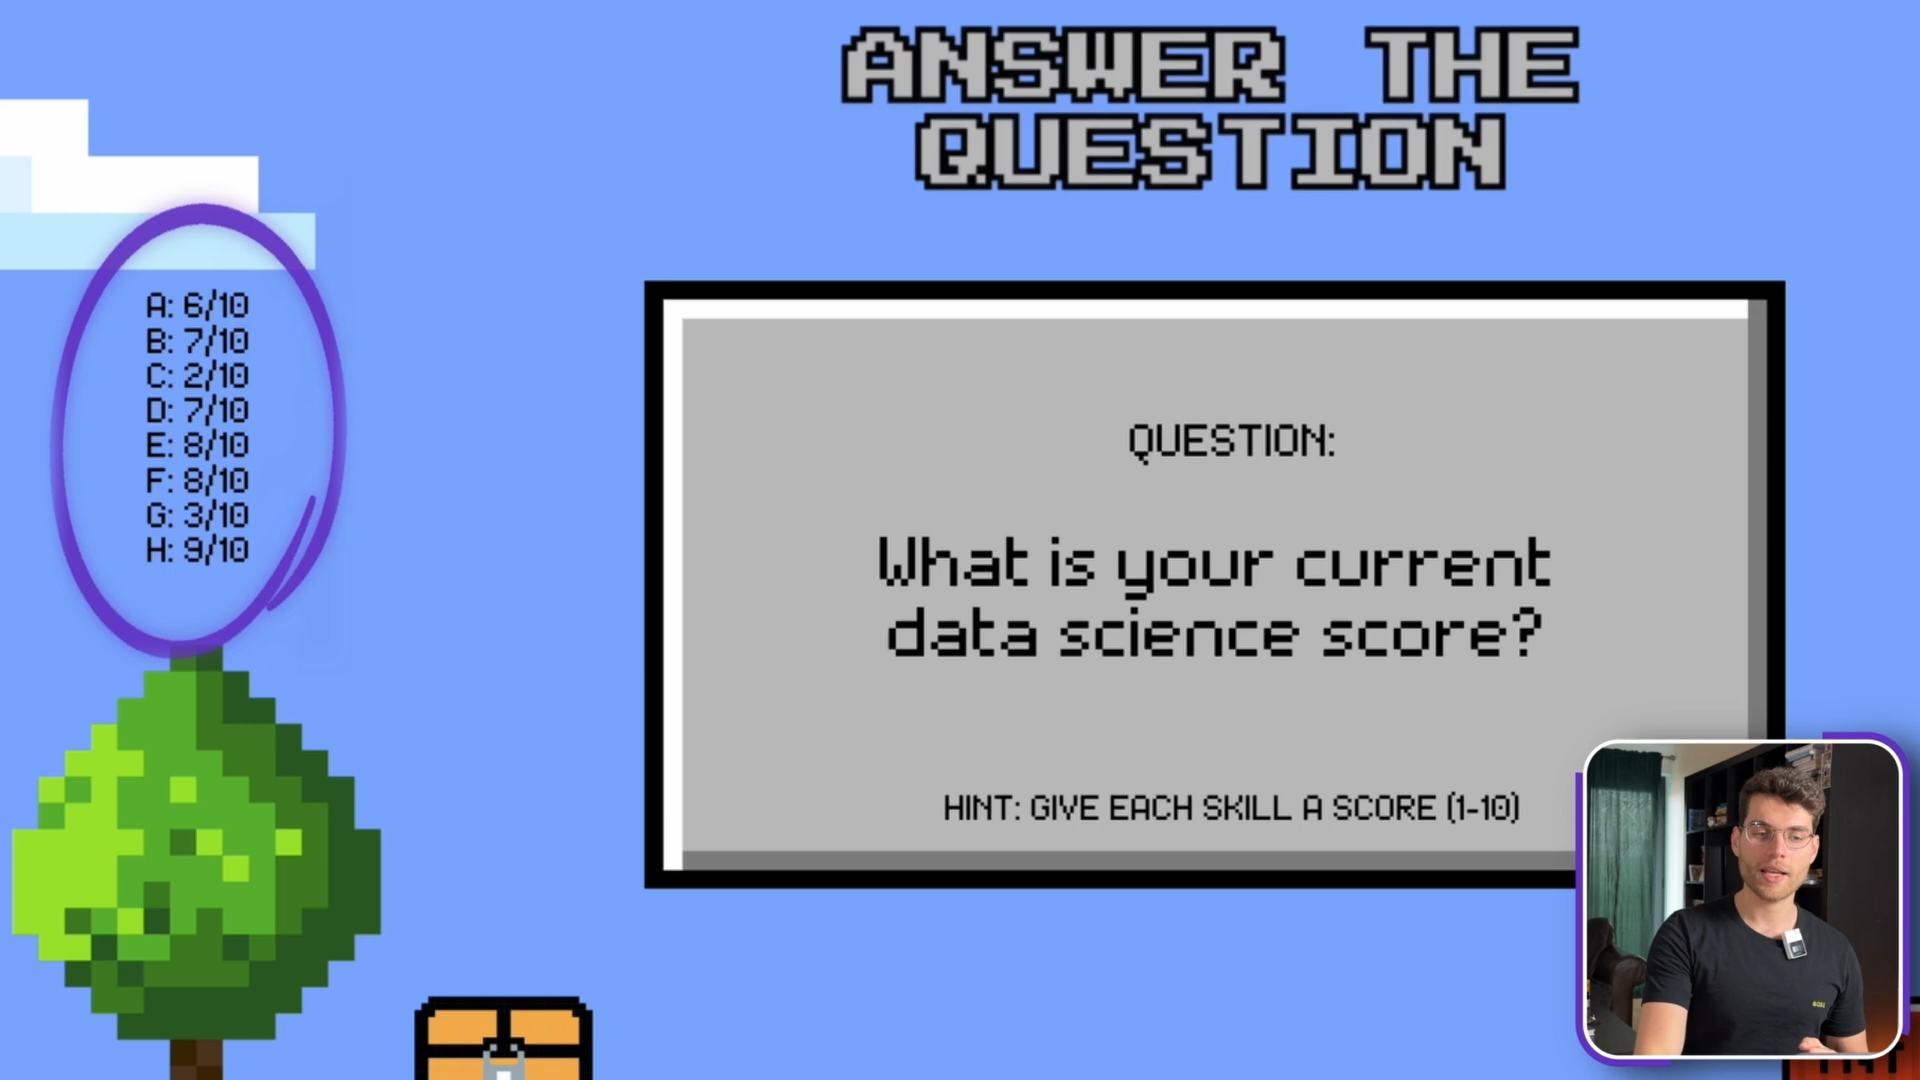 ANSWER THE
QUESTION
A: 6/10
B: 7/10
C: 2/10
D: 7/10
E: 8/10
F: 8/10
G: 3/10
H: 9/10
QUESTION:
What is your current
data science score?
HINT: GIVE EACH SKILL A SCORE (1-10)